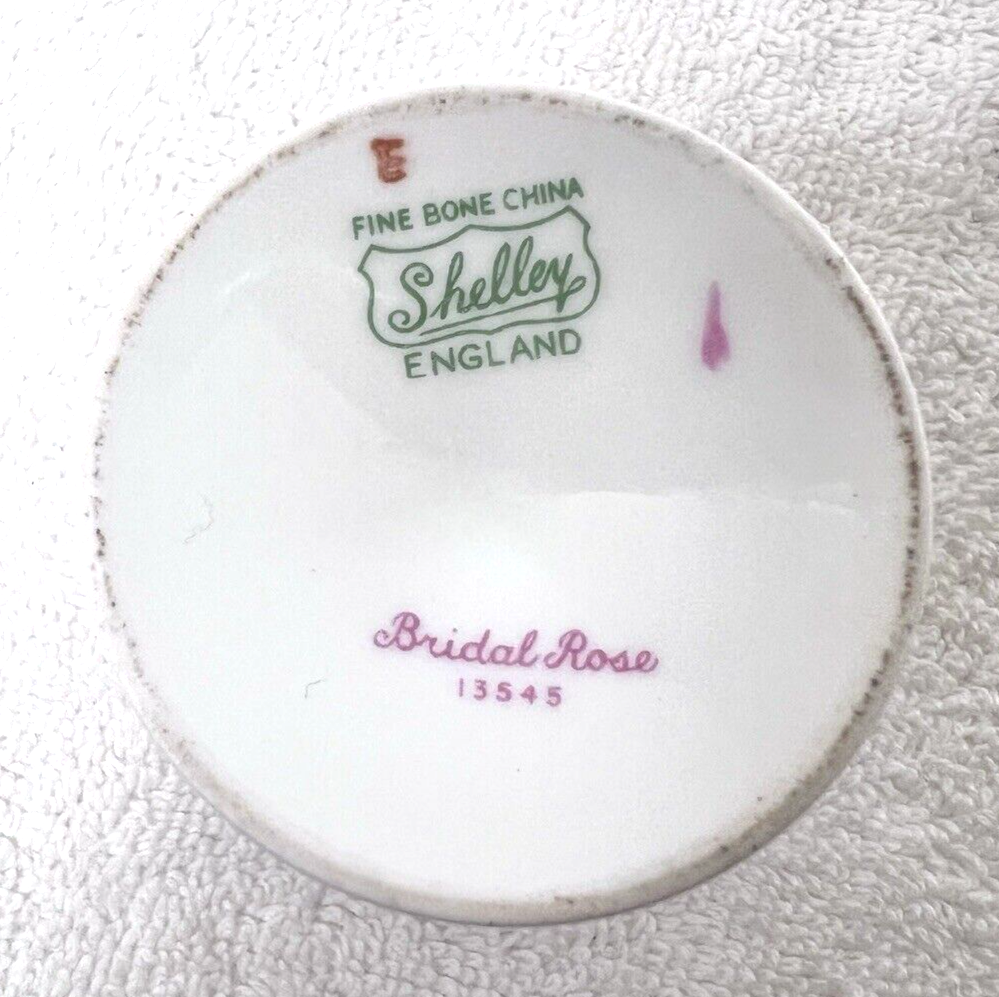 E
FINE BONE CHINA
Shelley
ENGLAND
Bridal Rose
13545